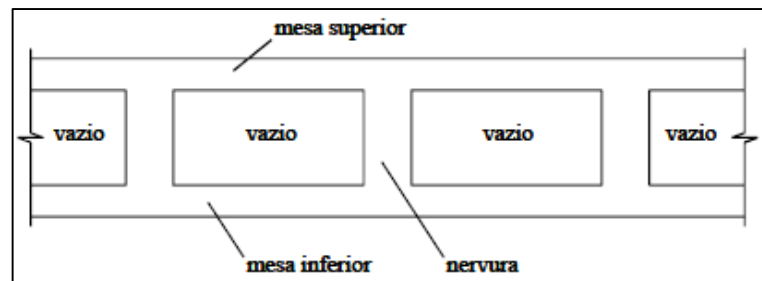 mesa superior
vazio vazio vazio vazio
mesa inferior nervura